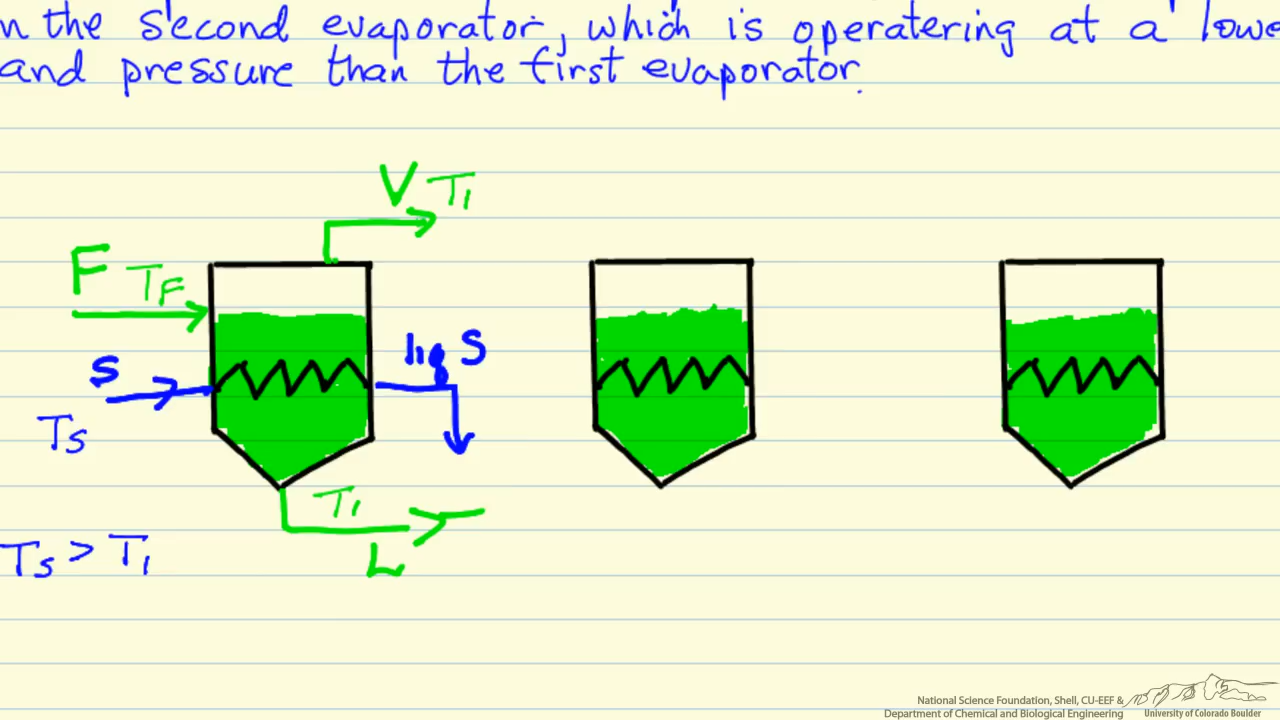 n the second evaporator, which is operatering at a lowe
and pressure than the first evaporator.
V T1
F TF
S
liq S
Ts
T1
L
Ts > T1
National Science Foundation, Shell, CU-EEF &
Department of Chemical and Biological Engineering
University of Colorado Boulder